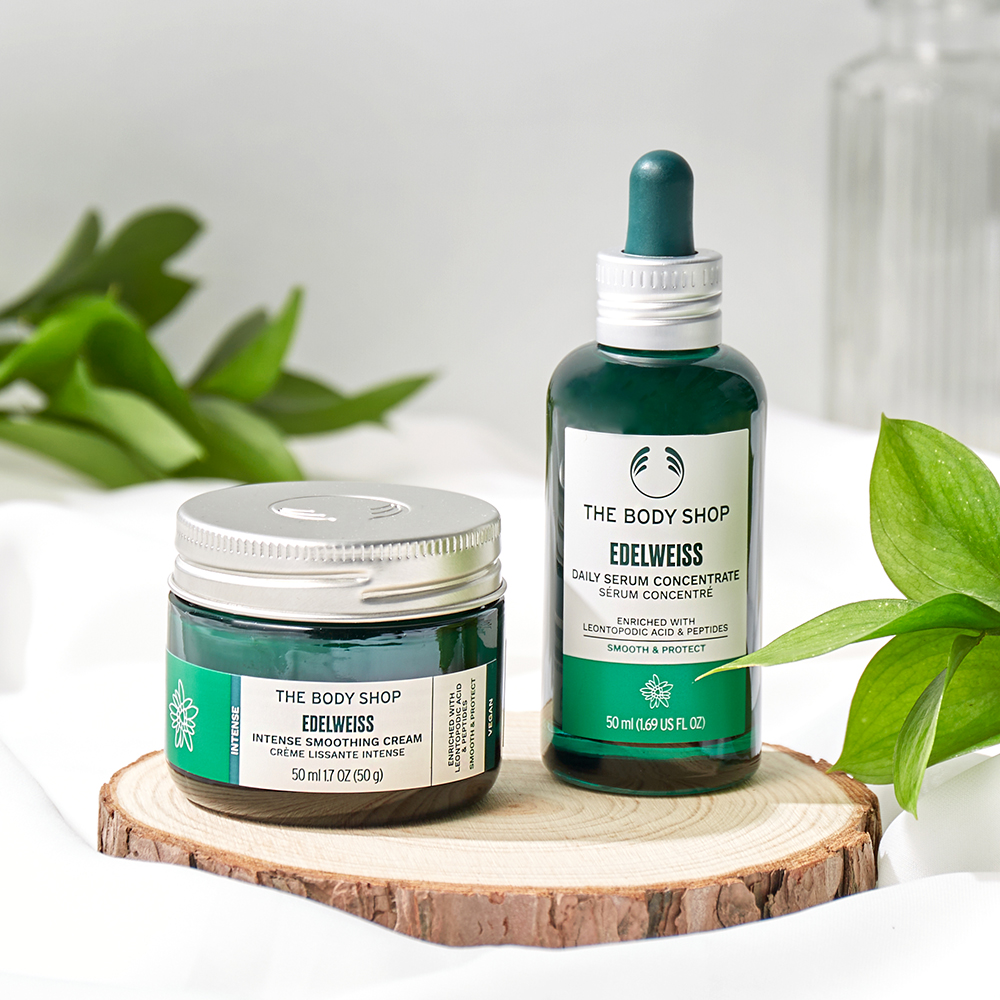 THE BODY SHOP
EDELWEISS
DAILY SERUM CONCENTRATE
SÉRUM CONCENTRÉ
ENRICHED WITH
LEONTOPODIC ACID & PEPTIDES
SMOOTH & PROTECT
50 ml (1.69 US FL OZ)
INTENSE
THE BODY SHOP
EDELWEISS
INTENSE SMOOTHING CREAM
CRÈME LISSANTE INTENSE
50 ml 1.7 OZ (50 g)
ENRICHED WITH
LEONTOPODIC ACID
& PEPTIDES
SMOOTH & PROTECT
VEGAN